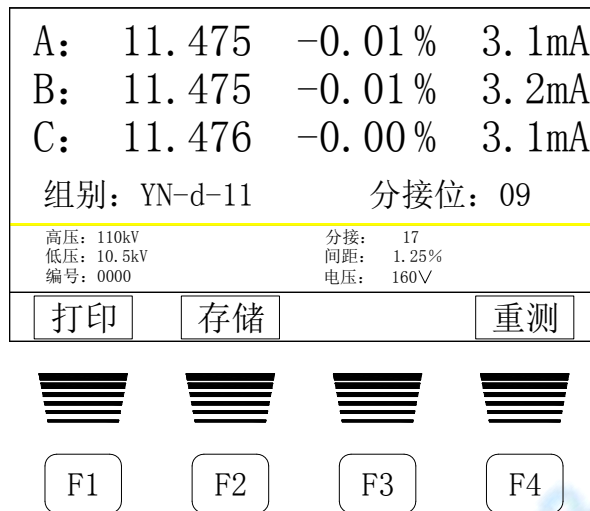 A： 11.475 -0.01% 3.1mA
B： 11.475 -0.01% 3.2mA
C： 11.476 -0.00% 3.1mA
组别：YN-d-11 分接位：09
高压：110kV 分接： 17
低压：10.5kV 间距： 1.25%
编号：0000 电压： 160V
打印 存储 重测
F1 F2 F3 F4